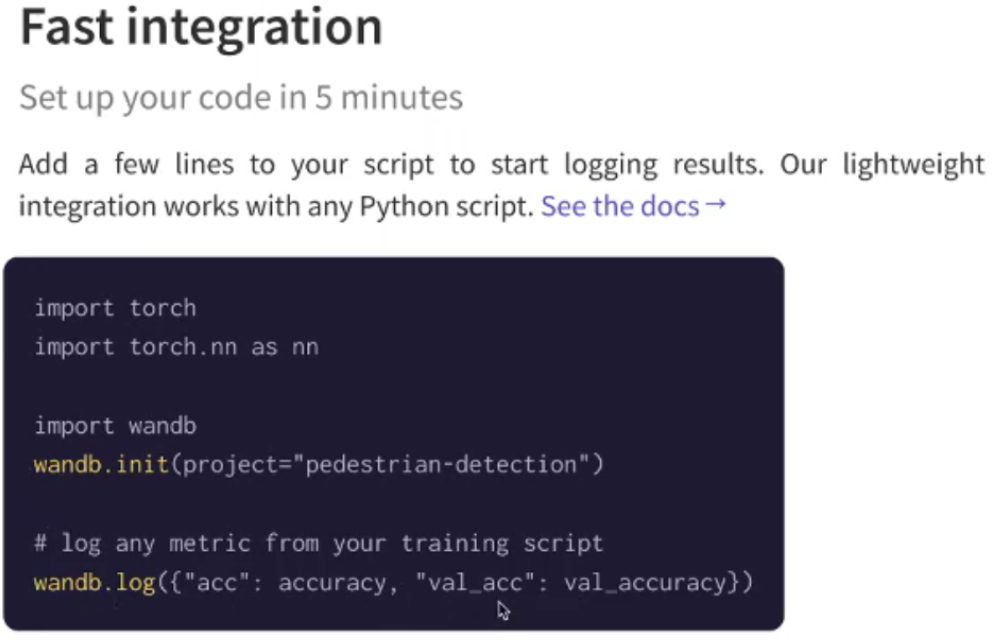 Fast integration
Set up your code in 5 minutes
Add a few lines to your script to start logging results. Our lightweight
integration works with any Python script. See the docs→
import torch
import torch.nn as nn
import wandb
wandb.init(project="pedestrian-detection")
# log any metric from your training script
wandb.log({"acc": accuracy, "val_acc": val_accuracy})